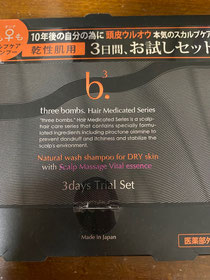 10年後の自分の為に 頭皮ウルオウ 本気のスカルプケア
乾性肌用 3日間、お試しセット
b.3
three bombs. Hair Medicated Series
"three bombs." Hair Medicated Series is a scalp-
hair care series that contains specially formu-
lated ingredients including piroctone olamine to
prevent dandruff and itchiness and stabilize the
scalp's environment.
Natural wash shampoo for DRY skin
with Scalp Massage Vital essence
3days Trial Set
Made In Japan
医薬部外